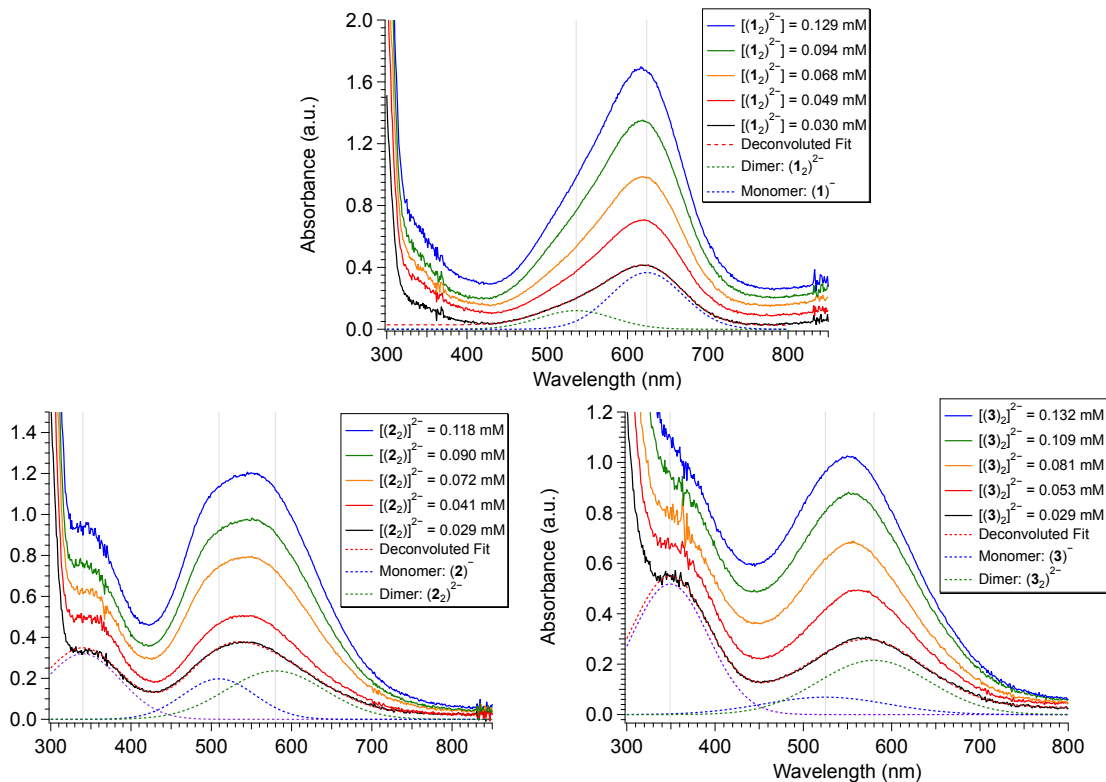 2.0
1.6
1.2
0.8
0.4
0.0
Absorbance (a.u.)
300 400 500 600 700 800
Wavelength (nm)
[(1₂)²⁻] = 0.129 mM
[(1₂)²⁻] = 0.094 mM
[(1₂)²⁻] = 0.068 mM
[(1₂)²⁻] = 0.049 mM
[(1₂)²⁻] = 0.030 mM
Deconvoluted Fit
Dimer: (1₂)²⁻
Monomer: (1)⁻
1.4
1.2
1.0
0.8
0.6
0.4
0.2
0.0
300 400 500 600 700 800
[(2₂)]²⁻ = 0.118 mM
[(2₂)]²⁻ = 0.090 mM
[(2₂)]²⁻ = 0.072 mM
[(2₂)]²⁻ = 0.041 mM
[(2₂)]²⁻ = 0.029 mM
Deconvoluted Fit
Monomer: (2)⁻
Dimer: (2₂)²⁻
1.2
1.0
0.8
0.6
0.4
0.2
0.0
Absorbance (a.u.)
300 400 500 600 700 800
Wavelength (nm)
[(3)₂]²⁻ = 0.132 mM
[(3)₂]²⁻ = 0.109 mM
[(3)₂]²⁻ = 0.081 mM
[(3)₂]²⁻ = 0.053 mM
[(3)₂]²⁻ = 0.029 mM
Deconvoluted Fit
Monomer: (3)⁻
Dimer: (3₂)²⁻